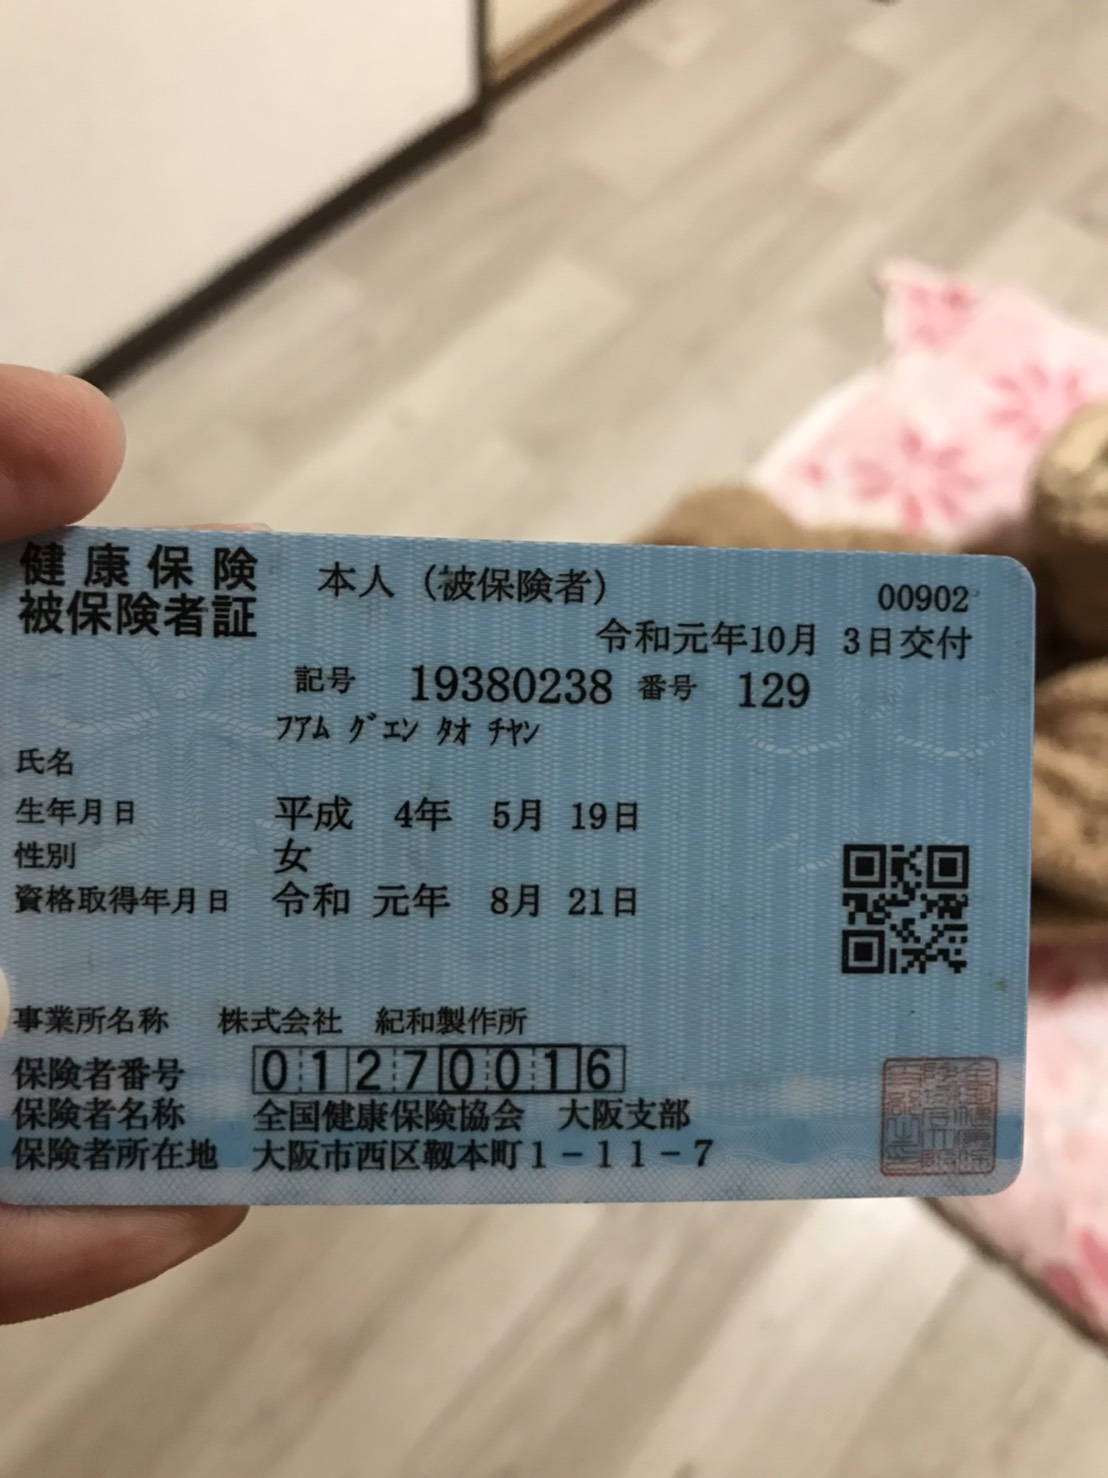 健康保険 本人（被保険者） 00902
被保険者証 令和元年10月 3日交付
記号 19380238 番号 129
ﾌｱﾑ ｸﾞｴﾝ ﾀｵ ﾁﾔﾝ
氏名
生年月日 平成 4年 5月 19日
性別 女
資格取得年月日 令和 元年 8月 21日
事業所名称 株式会社 紀和製作所
保険者番号 01270016
保険者名称 全国健康保険協会 大阪支部
保険者所在地 大阪市西区靱本町1－11－7